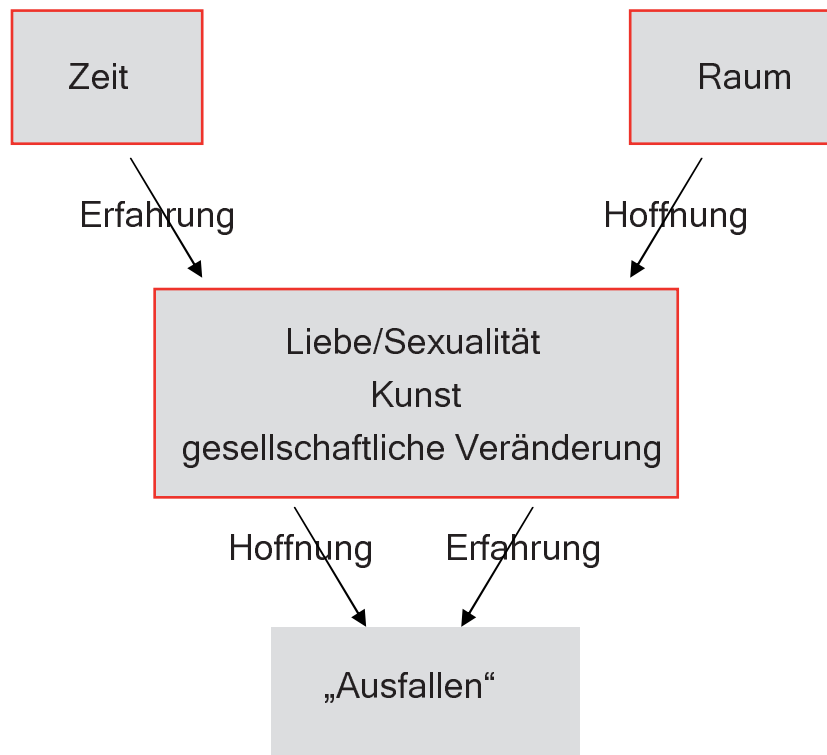 Zeit
Raum
Erfahrung
Hoffnung
Liebe/Sexualität
Kunst
gesellschaftliche Veränderung
Hoffnung
Erfahrung
„Ausfallen“